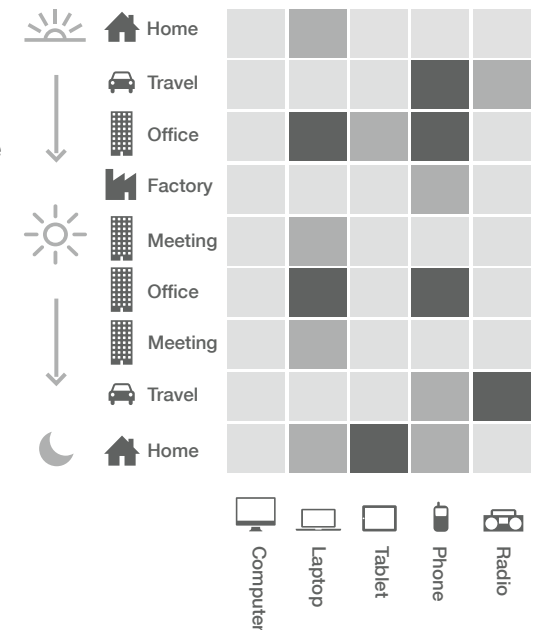 Home
Travel
Office
Factory
Meeting
Office
Meeting
Travel
Home
Computer
Laptop
Tablet
Phone
Radio